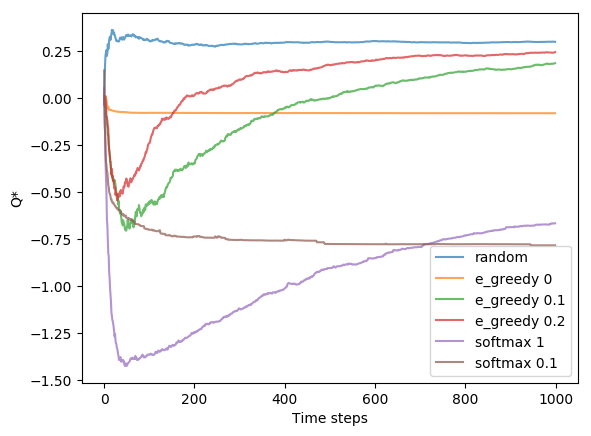 0.25
0.00
−0.25
−0.50
−0.75
−1.00
−1.25
−1.50
Q*
0 200 400 600 800 1000
Time steps
random
e_greedy 0
e_greedy 0.1
e_greedy 0.2
softmax 1
softmax 0.1